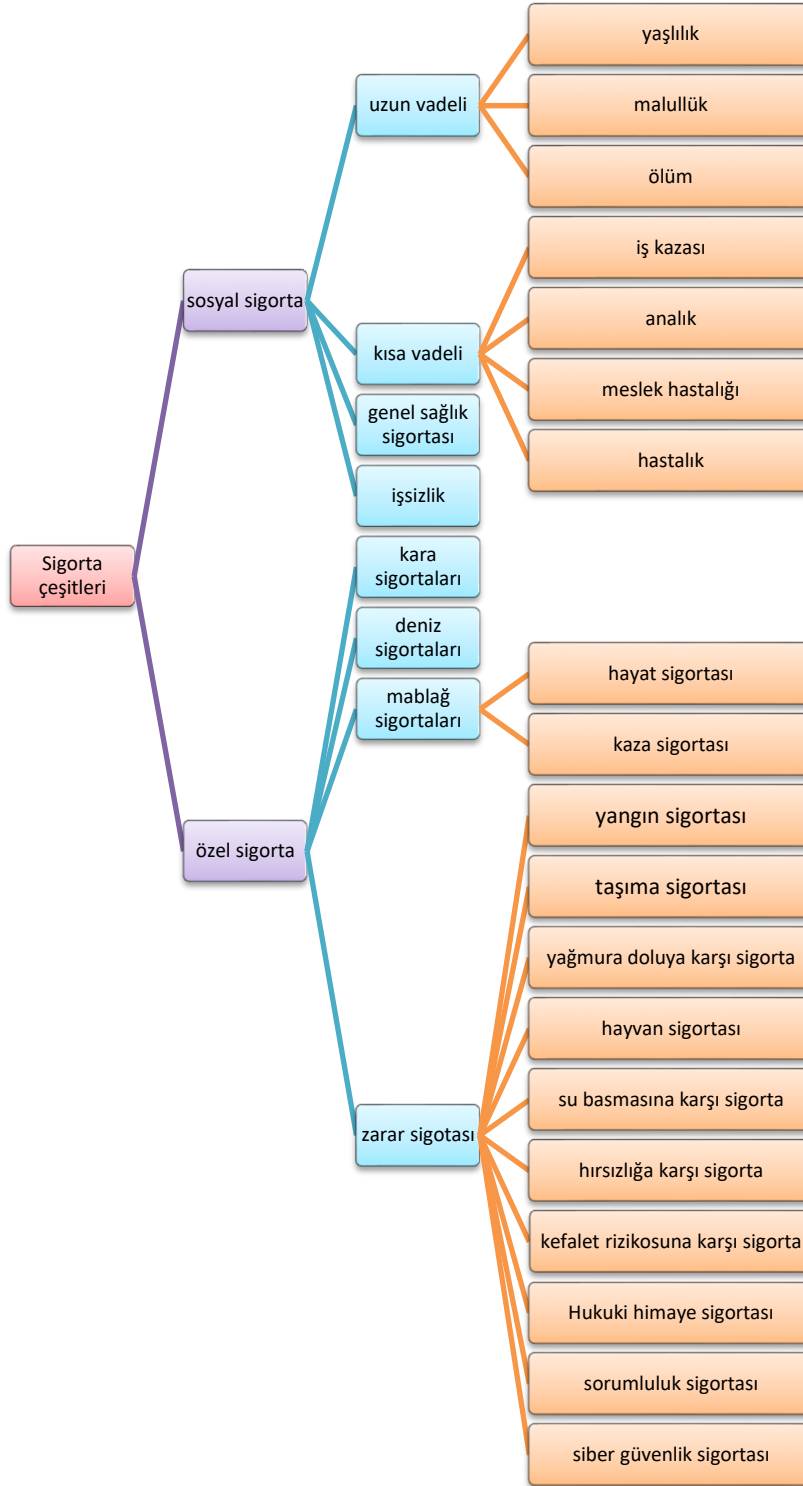 Sigorta
çeşitleri
sosyal sigorta
uzun vadeli
yaşlılık
malullük
ölüm
kısa vadeli
iş kazası
analık
meslek hastalığı
hastalık
genel sağlık
sigortası
işsizlik
özel sigorta
kara
sigortaları
deniz
sigortaları
mablağ
sigortaları
hayat sigortası
kaza sigortası
zarar sigotası
yangın sigortası
taşıma sigortası
yağmura doluya karşı sigorta
hayvan sigortası
su basmasına karşı sigorta
hırsızlığa karşı sigorta
kefalet rizikosuna karşı sigorta
Hukuki himaye sigortası
sorumluluk sigortası
siber güvenlik sigortası